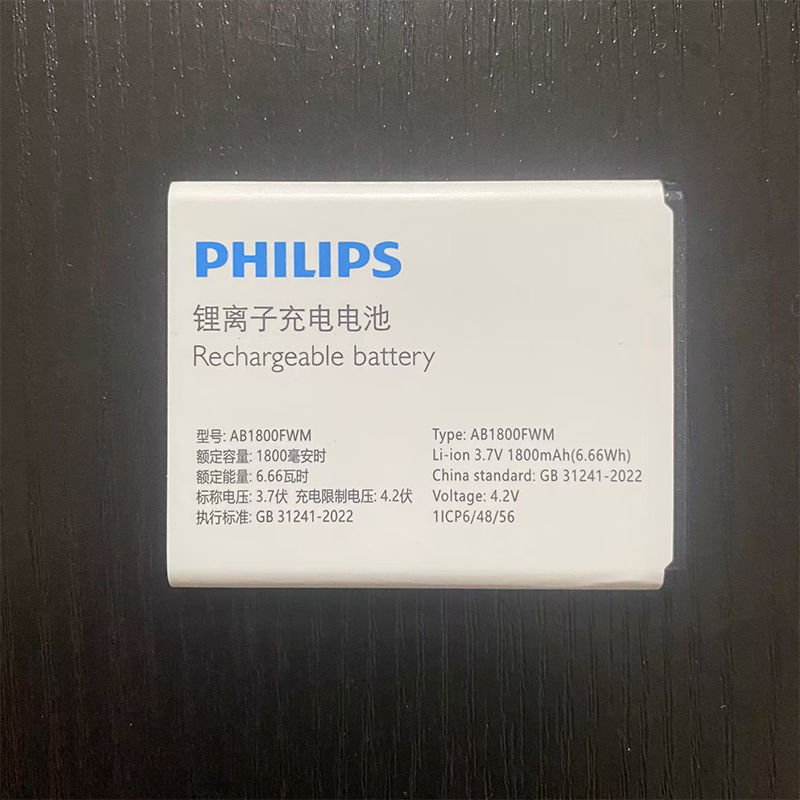 PHILIPS
锂离子充电电池
Rechargeable battery
型号: AB1800FWM
额定容量: 1800毫安时
额定能量: 6.66瓦时
标称电压: 3.7伏 充电限制电压: 4.2伏
执行标准: GB 31241-2022
Type: AB1800FWM
Li-ion 3.7V 1800mAh(6.66Wh)
China standard: GB 31241-2022
Voltage: 4.2V
1ICP6/48/56